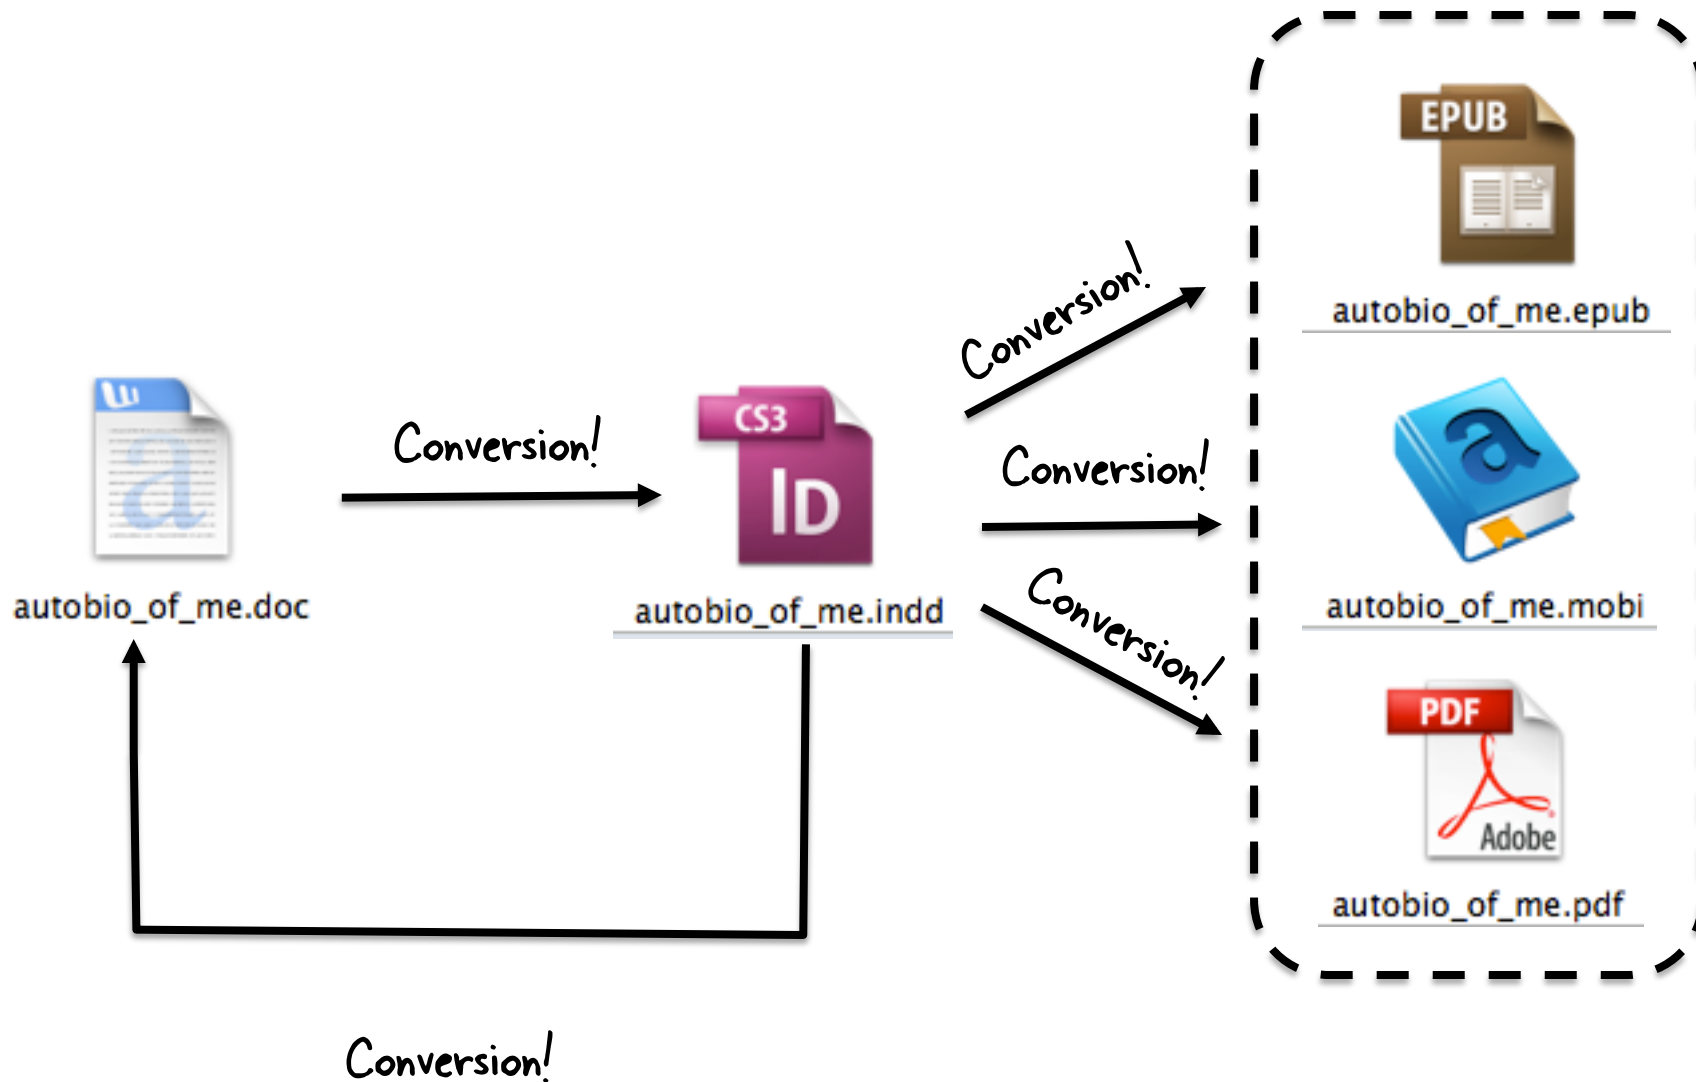 EPUB
autobio_of_me.epub
Conversion!
W
a
autobio_of_me.doc
Conversion!
CS3
ID
autobio_of_me.indd
Conversion!
a
autobio_of_me.mobi
Conversion!
PDF
Adobe
autobio_of_me.pdf
Conversion!